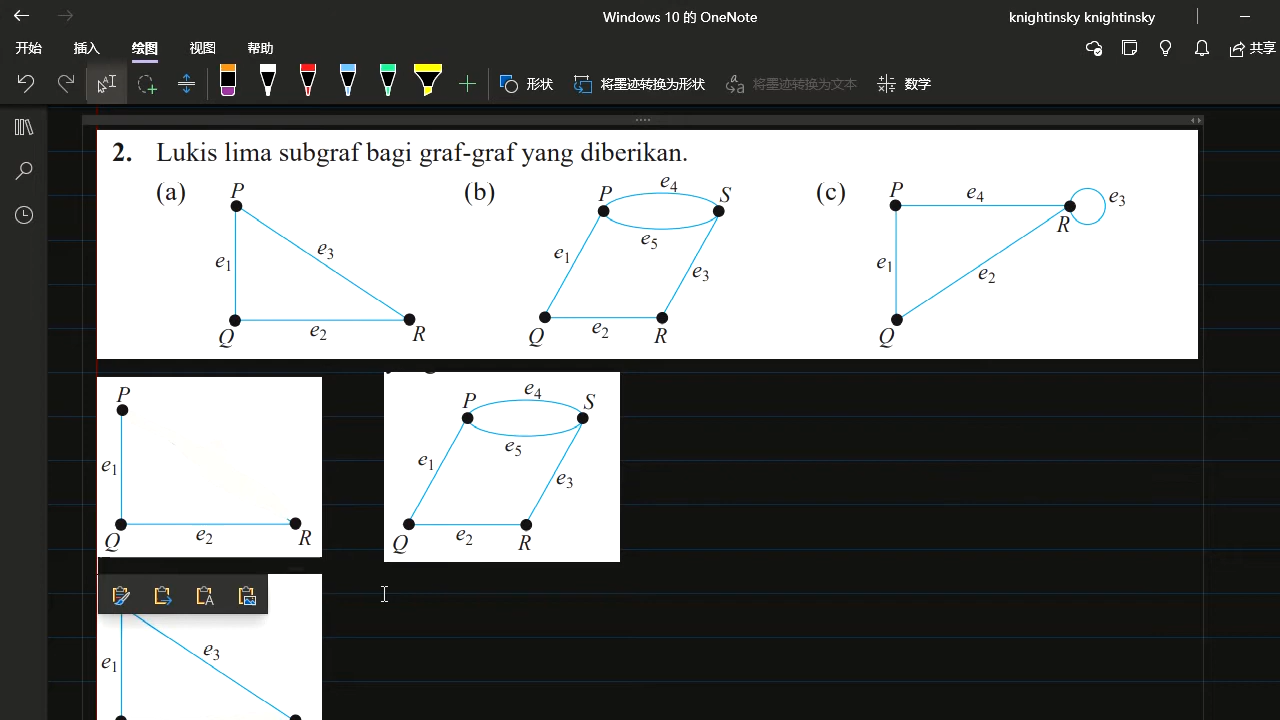 Windows 10 的 OneNote
knightinsky knightinsky
开始 插入 绘图 视图 帮助
共享
形状 将墨迹转换为形状 将墨迹转换为文本 数学
2. Lukis lima subgraf bagi graf-graf yang diberikan.
(a) P e1 e3 Q e2 R
(b) P e4 S e5 e1 e3 Q e2 R
(c) P e4 R e3 e1 e2 Q
P e1 Q e2 R
P e4 S e5 e1 e3 Q e2 R
e1 e3